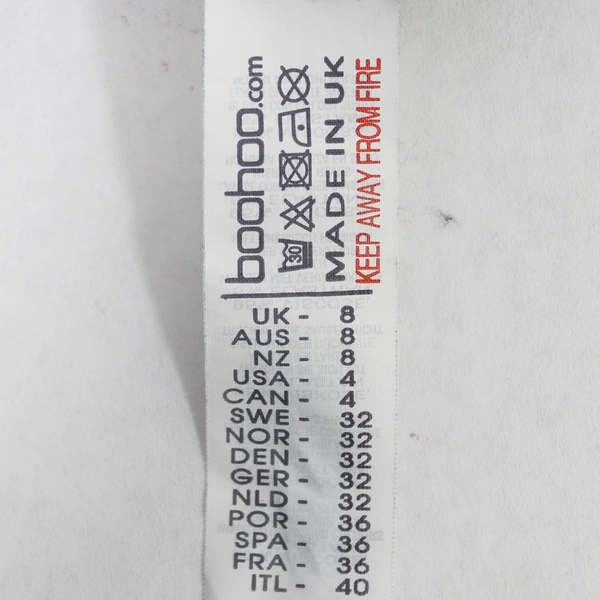 boohoo.com
30
MADE IN UK
KEEP AWAY FROM FIRE
UK - 8
AUS - 8
NZ - 8
USA - 4
CAN - 4
SWE - 32
NOR - 32
DEN - 32
GER - 32
NLD - 32
POR - 36
SPA - 36
FRA - 36
ITL - 40